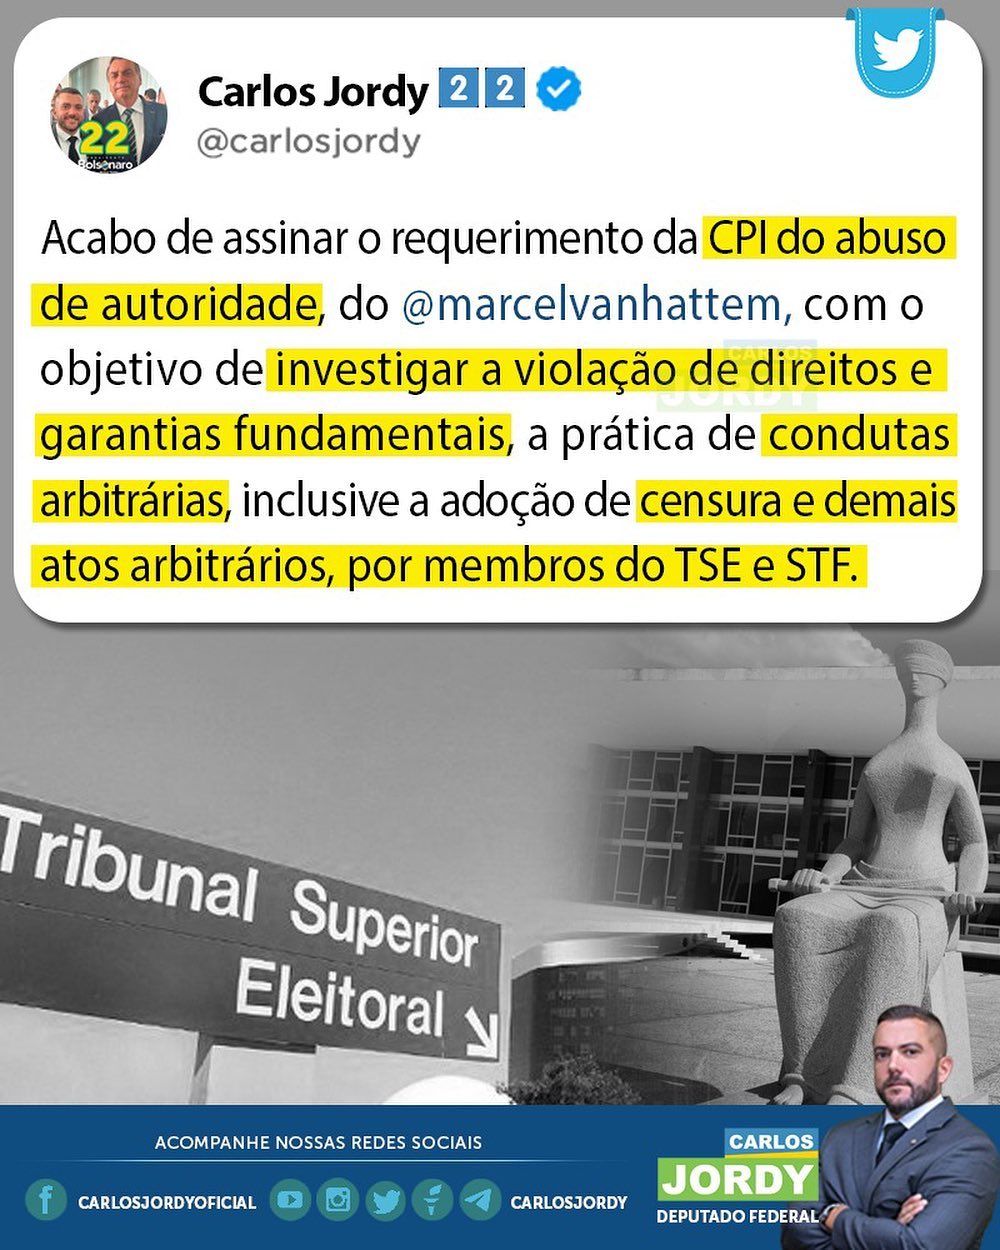 Carlos Jordy 22
@carlosjordy
22
Bolsonaro
Acabo de assinar o requerimento da CPI do abuso
de autoridade, do @marcelvanhattem, com o
objetivo de investigar a violação de direitos e
garantias fundamentais, a prática de condutas
arbitrárias, inclusive a adoção de censura e demais
atos arbitrários, por membros do TSE e STF.
CARLOS
JORDY
Tribunal Superior
Eleitoral
ACOMPANHE NOSSAS REDES SOCIAIS
CARLOSJORDYOFICIAL
CARLOSJORDY
CARLOS
JORDY
DEPUTADO FEDERAL